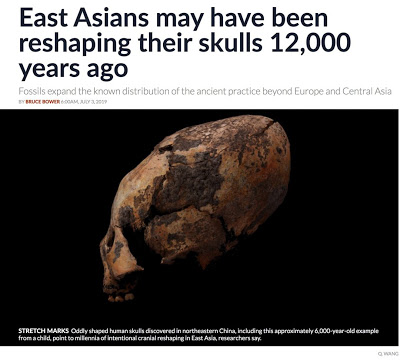 East Asians may have been
reshaping their skulls 12,000
years ago
Fossils expand the known distribution of the ancient practice beyond Europe and Central Asia
BY BRUCE BOWER 6:00AM, JULY 3, 2019
STRETCH MARKS Oddly shaped human skulls discovered in northeastern China, including this approximately 6,000-year-old example
from a child, point to millennia of intentional cranial reshaping in East Asia, researchers say.
Q. WANG